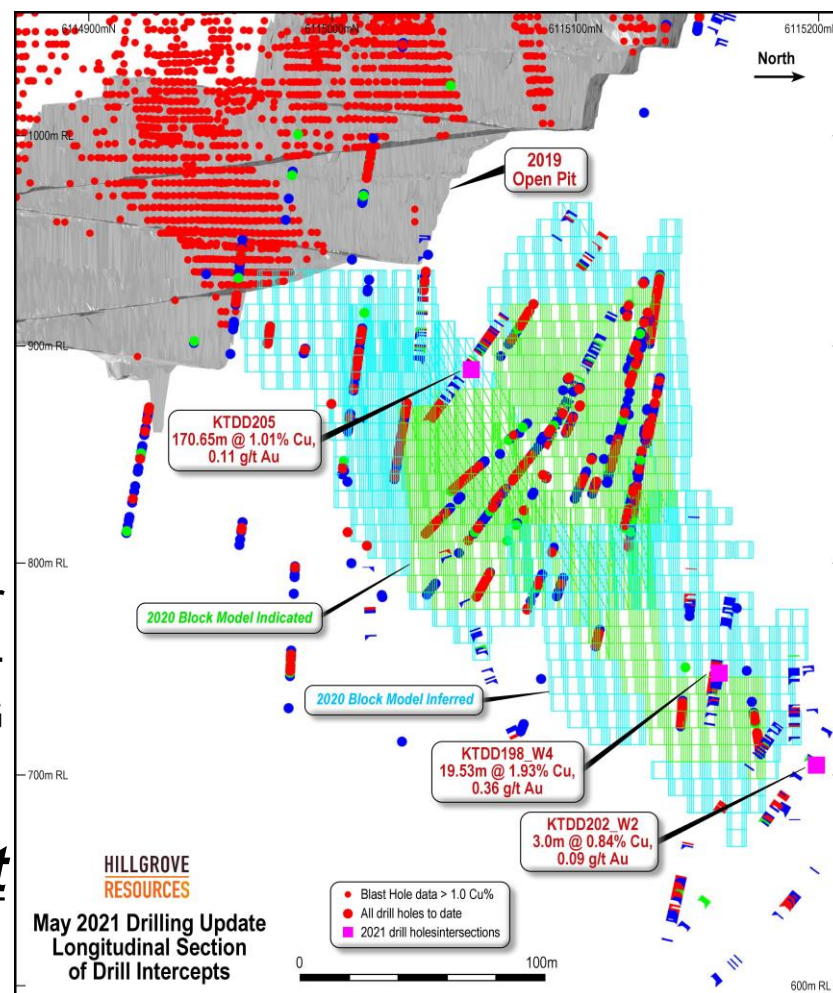 6114900mN
6115000mN
6115100mN
6115200mN
North
1000m RL
2019
Open Pit
900m RL
KTDD205
170.65m @ 1.01% Cu,
0.11 g/t Au
800m RL
2020 Block Model Indicated
2020 Block Model Inferred
KTDD198_W4
19.53m @ 1.93% Cu,
0.36 g/t Au
700m RL
KTDD202_W2
3.0m @ 0.84% Cu,
0.09 g/t Au
HILLGROVE
RESOURCES
May 2021 Drilling Update
Longitudinal Section
of Drill Intercepts
Blast Hole data > 1.0 Cu%
All drill holes to date
2021 drill holesintersections
0
100m
600m RL